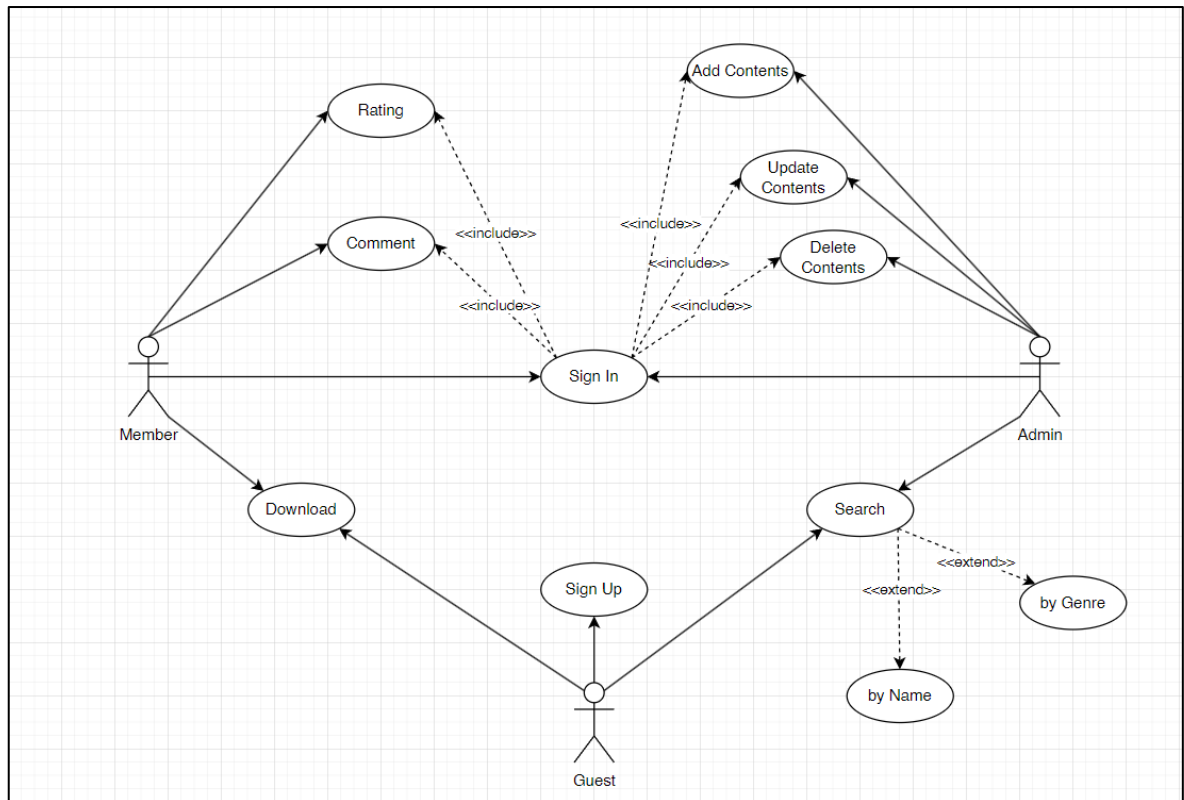 Add Contents
Rating
Update
Contents
<<include>>
<<include>>
Comment
Delete
Contents
<<include>>
<<include>>
<<include>>
Sign In
Member
Admin
Download
Search
<<extend>>
Sign Up
<<extend>>
by Genre
by Name
Guest